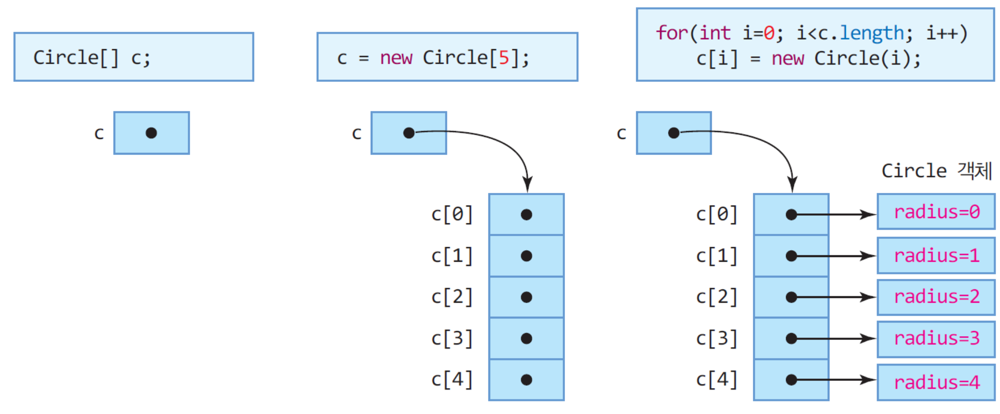 Circle[] c;
c
c = new Circle[5];
c
c[0]
c[1]
c[2]
c[3]
c[4]
for(int i=0; i<c.length; i++)
c[i] = new Circle(i);
c
Circle 객체
c[0] radius=0
c[1] radius=1
c[2] radius=2
c[3] radius=3
c[4] radius=4